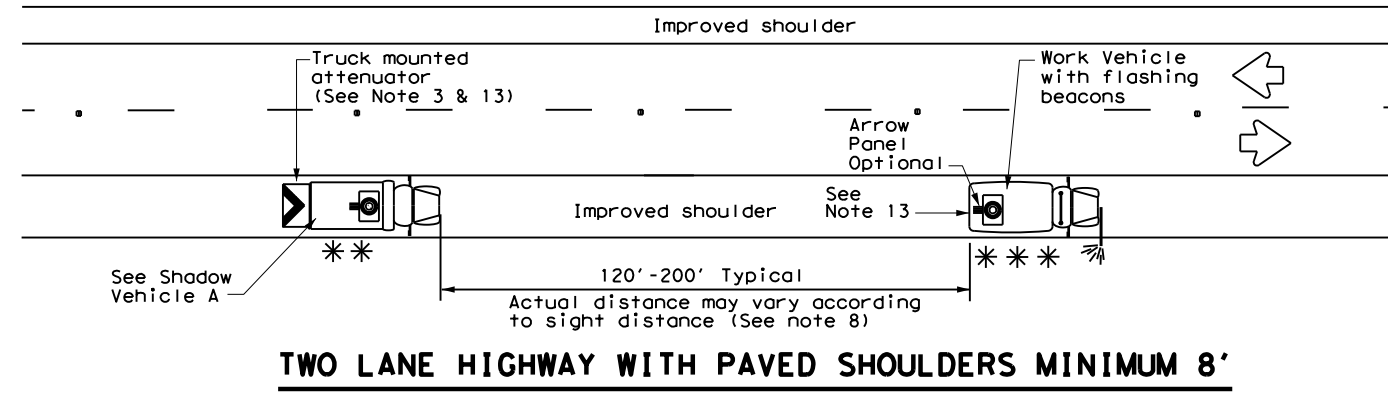 Improved shoulder
Truck mounted
attenuator
(See Note 3 & 13)
Work Vehicle
with flashing
beacons
Arrow
Panel
Optional
See
Note 13
Improved shoulder
See Shadow
Vehicle A
120'-200' Typical
Actual distance may vary according
to sight distance (See note 8)
TWO LANE HIGHWAY WITH PAVED SHOULDERS MINIMUM 8'